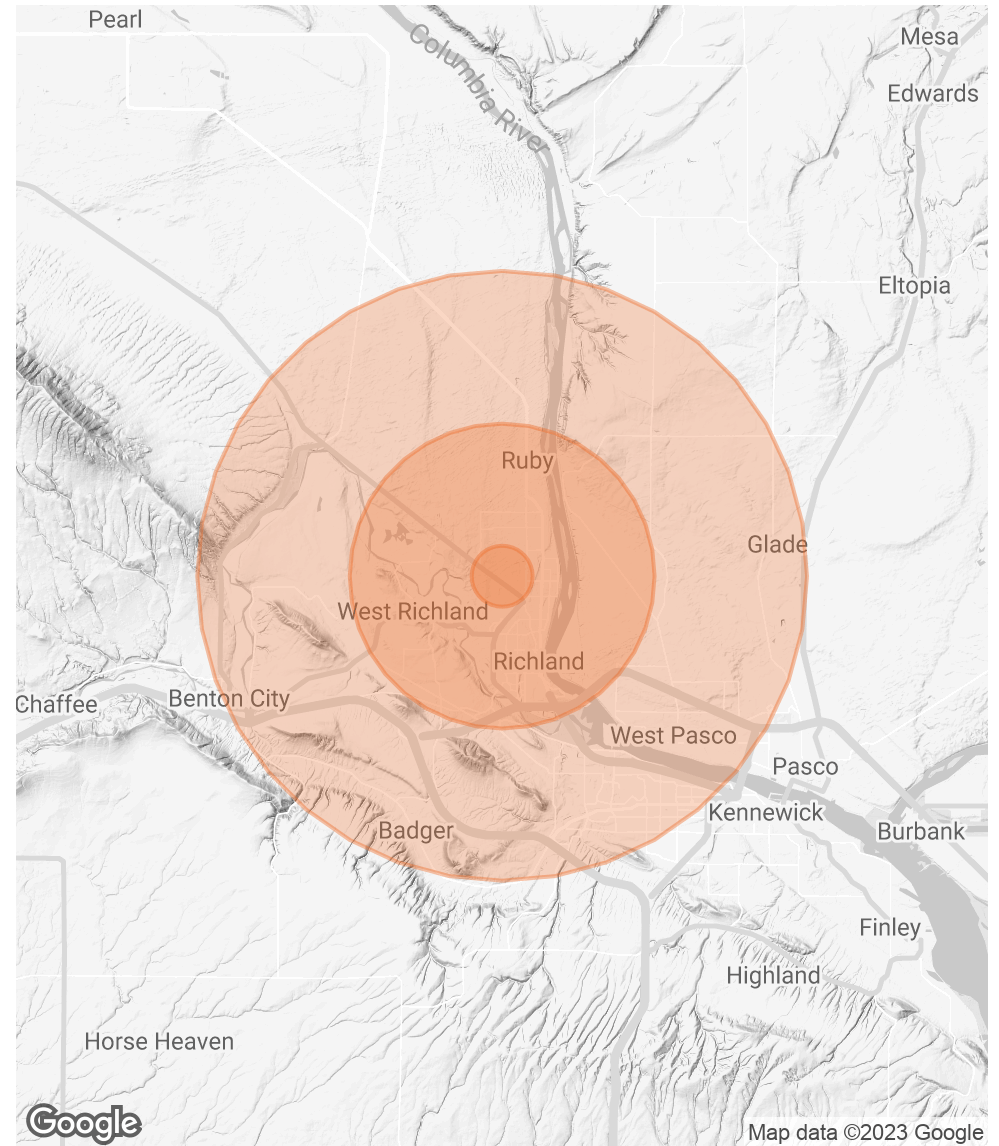 Pearl
Mesa
Columbia River
Edwards
Eltopia
Ruby
Glade
West Richland
Richland
Chaffee
Benton City
West Pasco
Pasco
Kennewick
Badger
Burbank
Finley
Highland
Horse Heaven
Google
Map data ©2023 Google